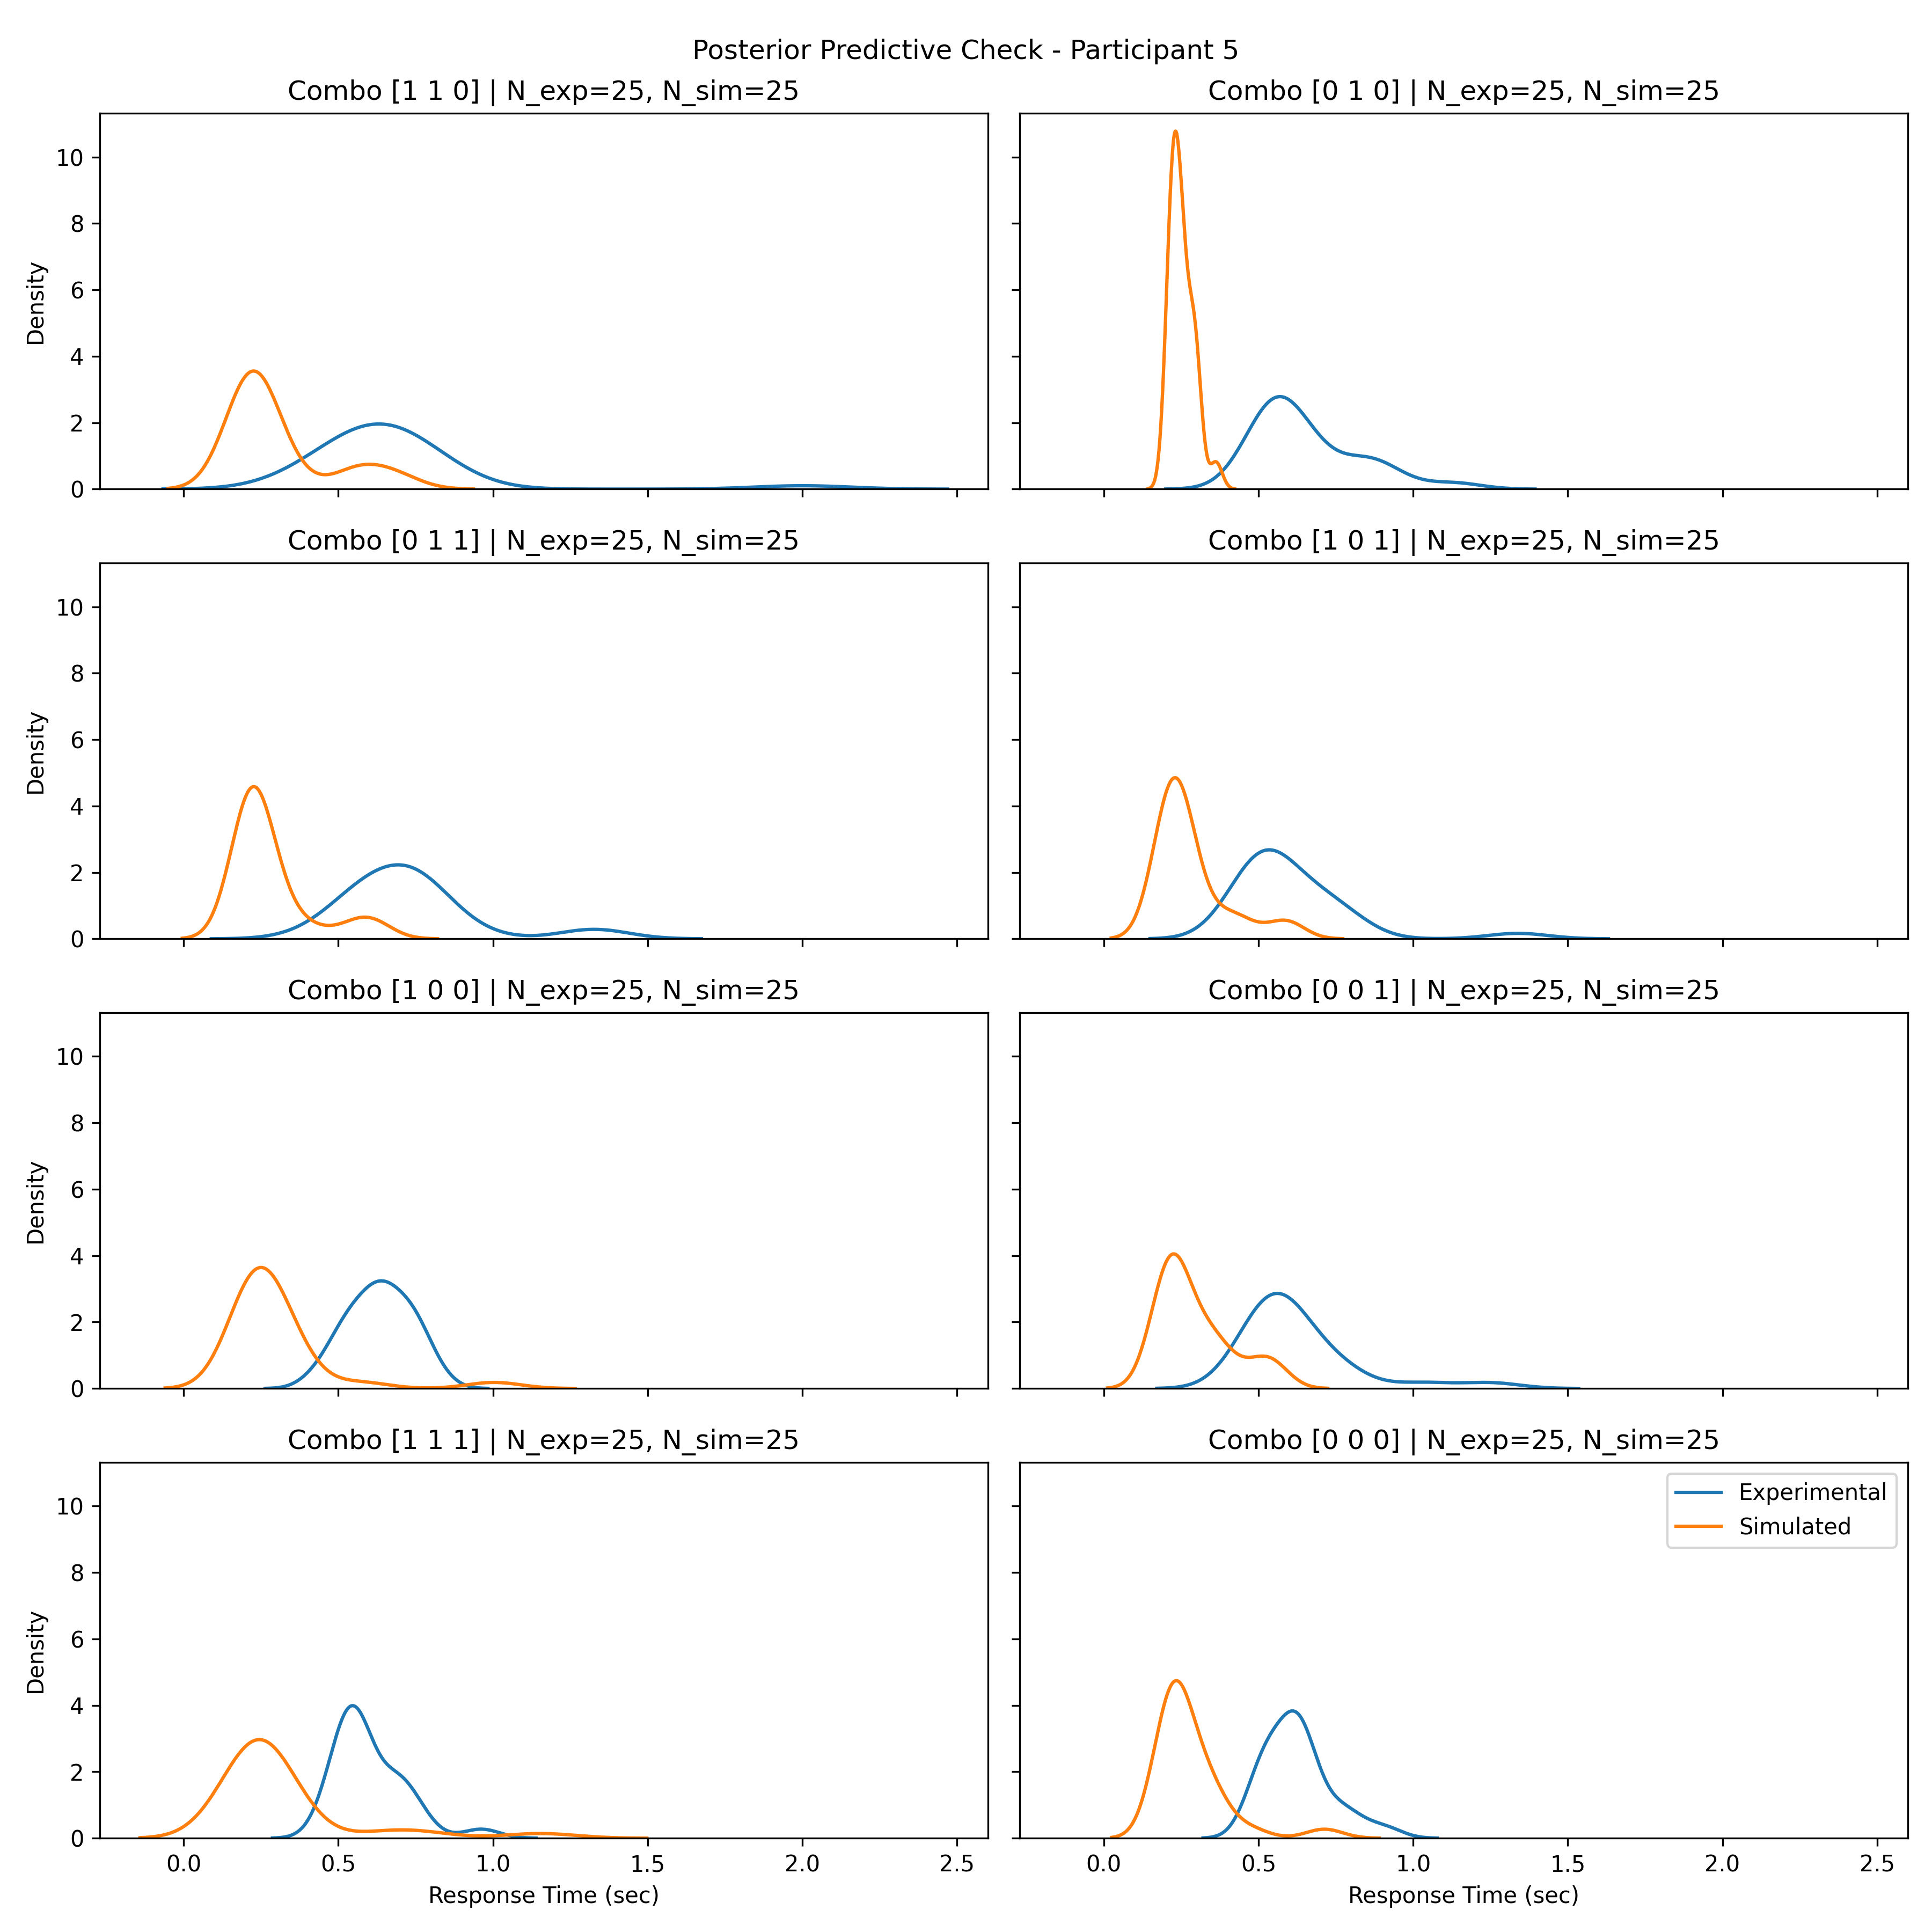 Posterior Predictive Check - Participant 5
Combo [1 1 0] | N_exp=25, N_sim=25
Combo [0 1 0] | N_exp=25, N_sim=25
Density
10
8
6
4
2
0
Combo [0 1 1] | N_exp=25, N_sim=25
Combo [1 0 1] | N_exp=25, N_sim=25
Density
10
8
6
4
2
0
Combo [1 0 0] | N_exp=25, N_sim=25
Combo [0 0 1] | N_exp=25, N_sim=25
Density
10
8
6
4
2
0
Combo [1 1 1] | N_exp=25, N_sim=25
Combo [0 0 0] | N_exp=25, N_sim=25
Density
10
8
6
4
2
0
Experimental
Simulated
0.0 0.5 1.0 1.5 2.0 2.5
0.0 0.5 1.0 1.5 2.0 2.5
Response Time (sec)
Response Time (sec)